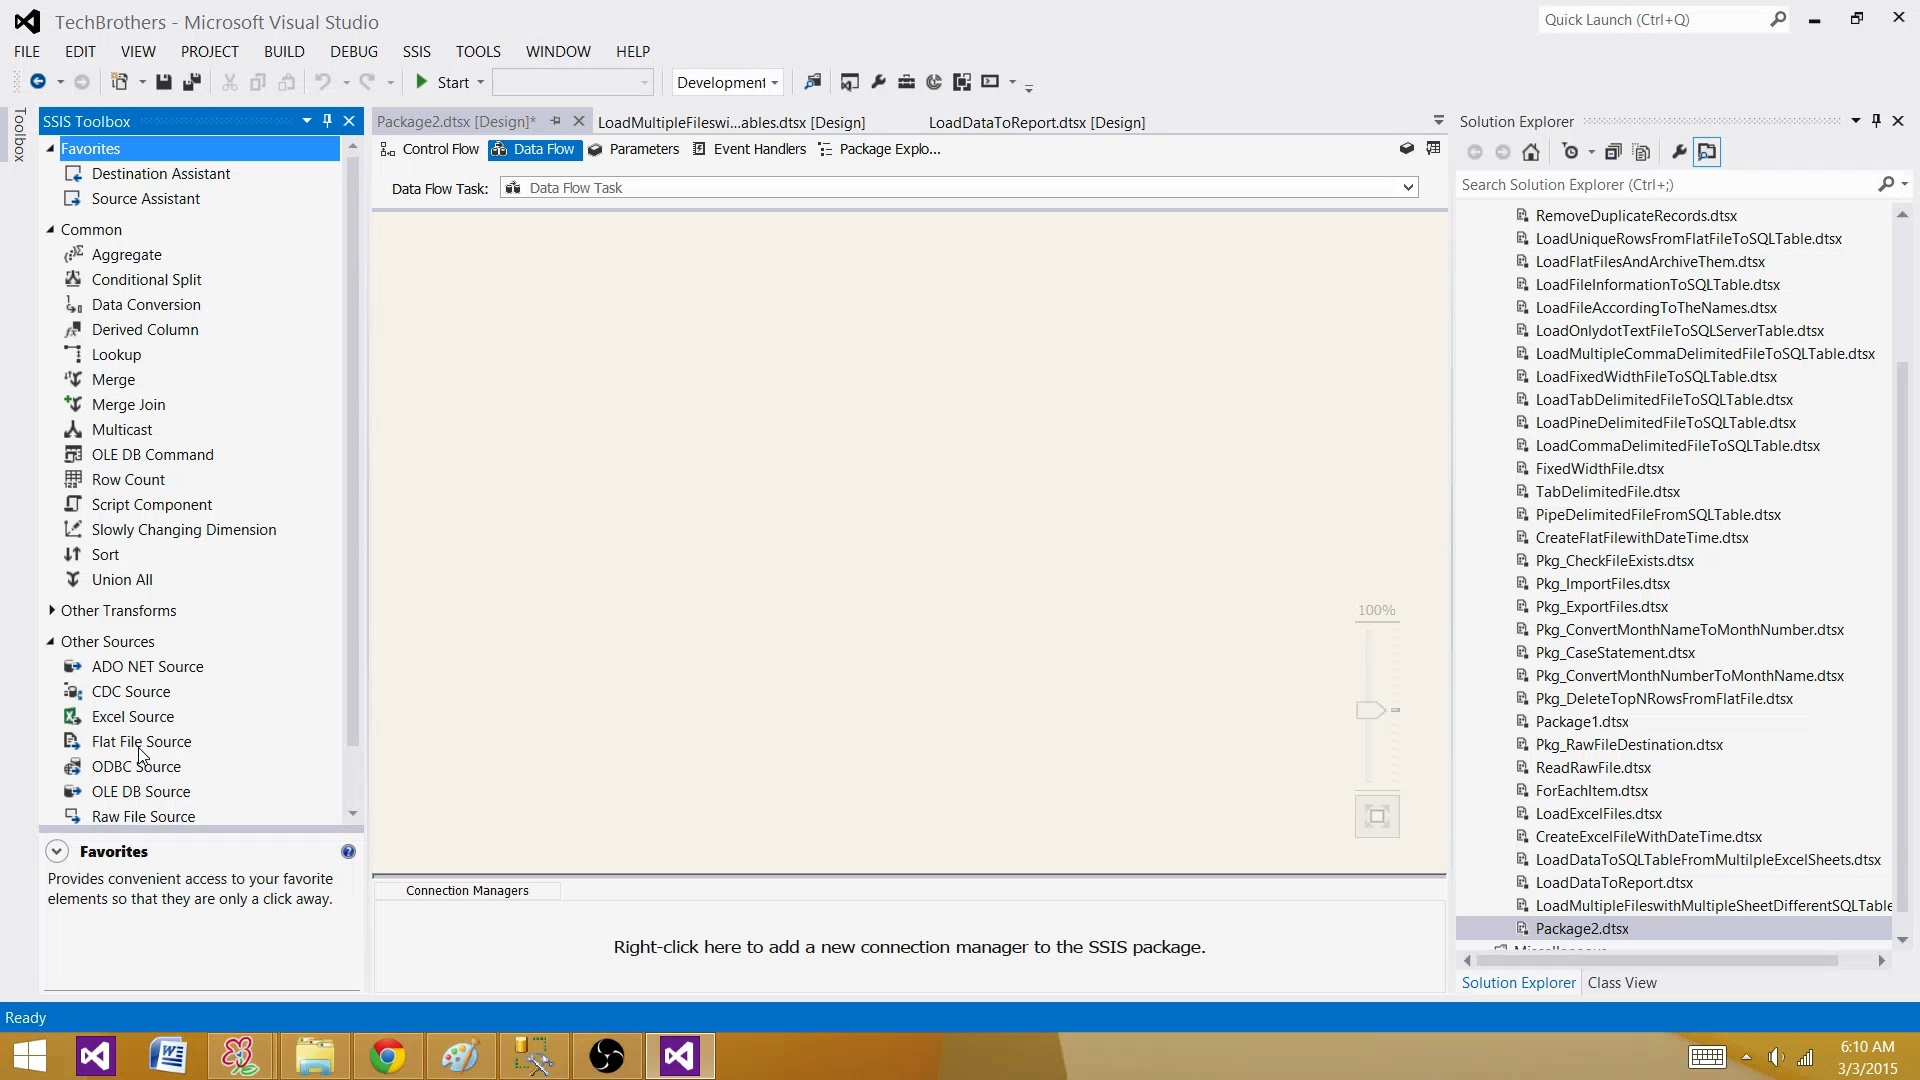 TechBrothers - Microsoft Visual Studio
Quick Launch (Ctrl+Q)
FILE EDIT VIEW PROJECT BUILD DEBUG SSIS TOOLS WINDOW HELP
Start
Development
Toolbox
SSIS Toolbox
Favorites
Destination Assistant
Source Assistant
Common
Aggregate
Conditional Split
Data Conversion
Derived Column
Lookup
Merge
Merge Join
Multicast
OLE DB Command
Row Count
Script Component
Slowly Changing Dimension
Sort
Union All
Other Transforms
Other Sources
ADO NET Source
CDC Source
Excel Source
Flat File Source
ODBC Source
OLE DB Source
Raw File Source
Favorites
Provides convenient access to your favorite
elements so that they are only a click away.
Package2.dtsx [Design]*
LoadMultipleFileswi...ables.dtsx [Design]
LoadDataToReport.dtsx [Design]
Control Flow
Data Flow
Parameters
Event Handlers
Package Explo...
Data Flow Task:
Data Flow Task
100%
Connection Managers
Right-click here to add a new connection manager to the SSIS package.
Solution Explorer
Search Solution Explorer (Ctrl+;)
RemoveDuplicateRecords.dtsx
LoadUniqueRowsFromFlatFileToSQLTable.dtsx
LoadFlatFilesAndArchiveThem.dtsx
LoadFileInformationToSQLTable.dtsx
LoadFileAccordingToTheNames.dtsx
LoadOnlydotTextFileToSQLServerTable.dtsx
LoadMultipleCommaDelimitedFileToSQLTable.dtsx
LoadFixedWidthFileToSQLTable.dtsx
LoadTabDelimitedFileToSQLTable.dtsx
LoadPineDelimitedFileToSQLTable.dtsx
LoadCommaDelimitedFileToSQLTable.dtsx
FixedWidthFile.dtsx
TabDelimitedFile.dtsx
PipeDelimitedFileFromSQLTable.dtsx
CreateFlatFilewithDateTime.dtsx
Pkg_CheckFileExists.dtsx
Pkg_ImportFiles.dtsx
Pkg_ExportFiles.dtsx
Pkg_ConvertMonthNameToMonthNumber.dtsx
Pkg_CaseStatement.dtsx
Pkg_ConvertMonthNumberToMonthName.dtsx
Pkg_DeleteTopNRowsFromFlatFile.dtsx
Package1.dtsx
Pkg_RawFileDestination.dtsx
ReadRawFile.dtsx
ForEachItem.dtsx
LoadExcelFiles.dtsx
CreateExcelFileWithDateTime.dtsx
LoadDataToSQLTableFromMultilpleExcelSheets.dtsx
LoadDataToReport.dtsx
LoadMultipleFileswithMultipleSheetDifferentSQLTable
Package2.dtsx
Solution Explorer
Class View
Ready
6:10 AM
3/3/2015